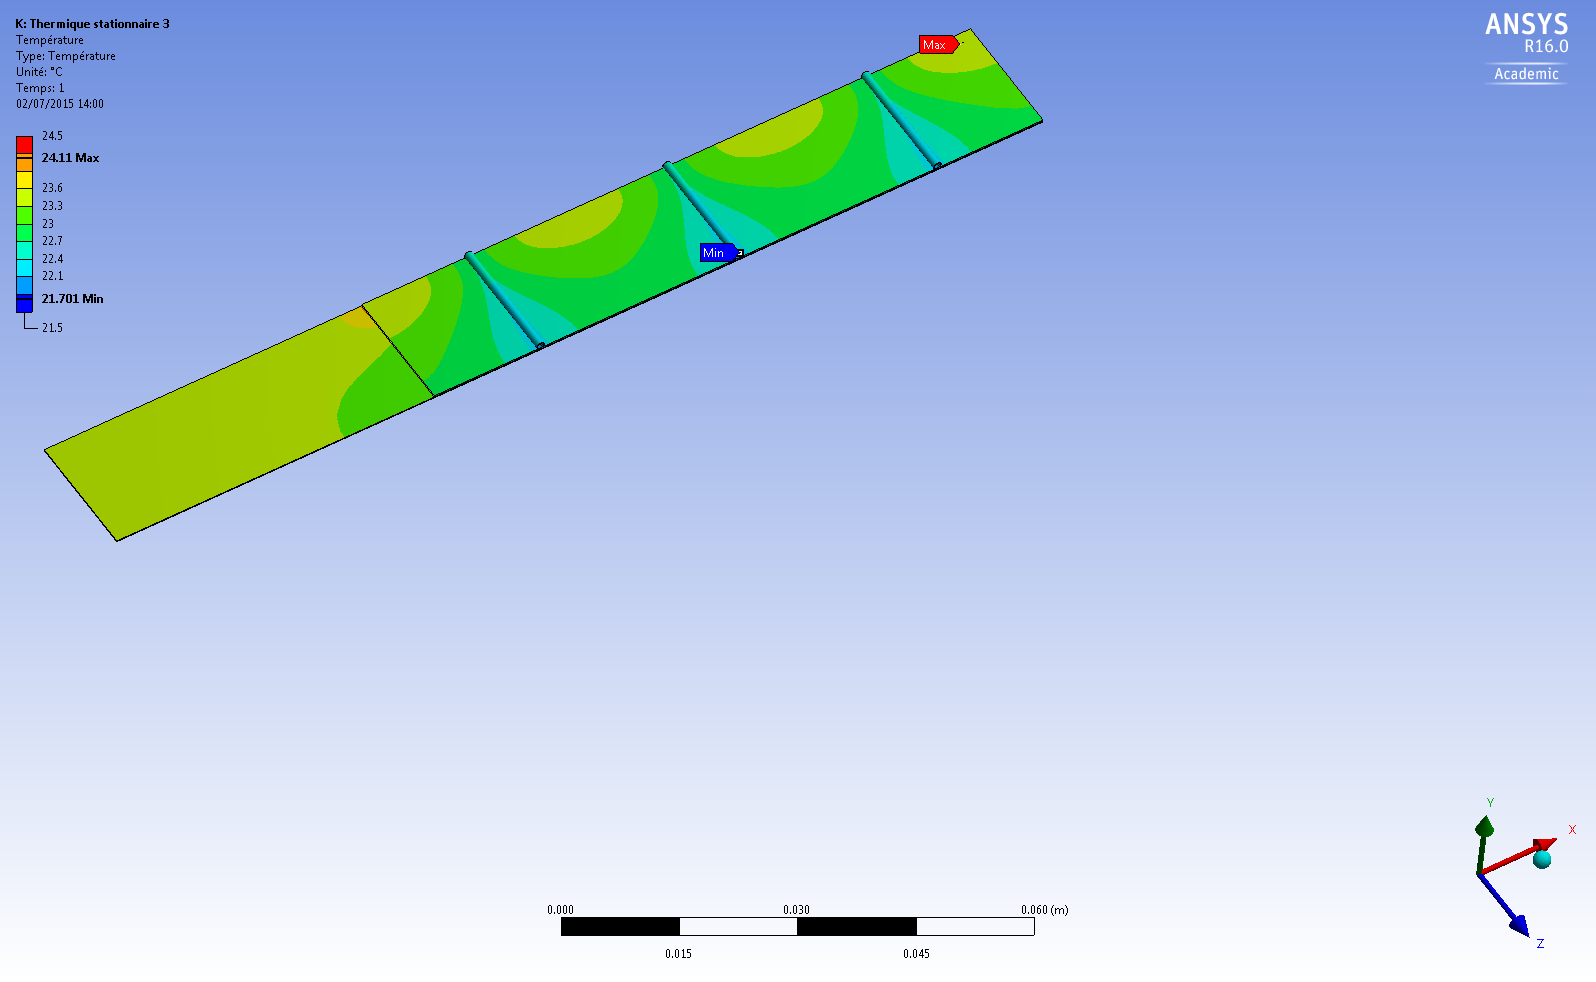 K: Thermique stationnaire 3
Température
Type: Température
Unité: °C
Temps: 1
02/07/2015 14:00
24.5
24.11 Max
23.6
23.3
23
22.7
22.4
22.1
21.701 Min
21.5
Max
Min
ANSYS
R16.0
Academic
Y
X
Z
0.000
0.030
0.060 (m)
0.015
0.045